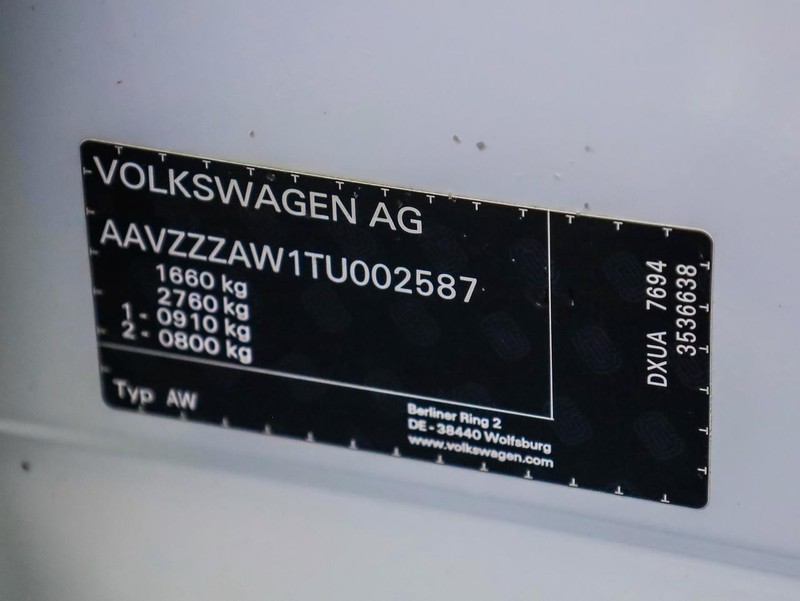 VOLKSWAGEN AG
AAVZZZAW1TU002587
1660 kg
2760 kg
1 - 0910 kg
2 - 0800 kg
Typ AW
Berliner Ring 2
DE - 38440 Wolfsburg
www.volkswagen.com
DXUA 7694
3536638